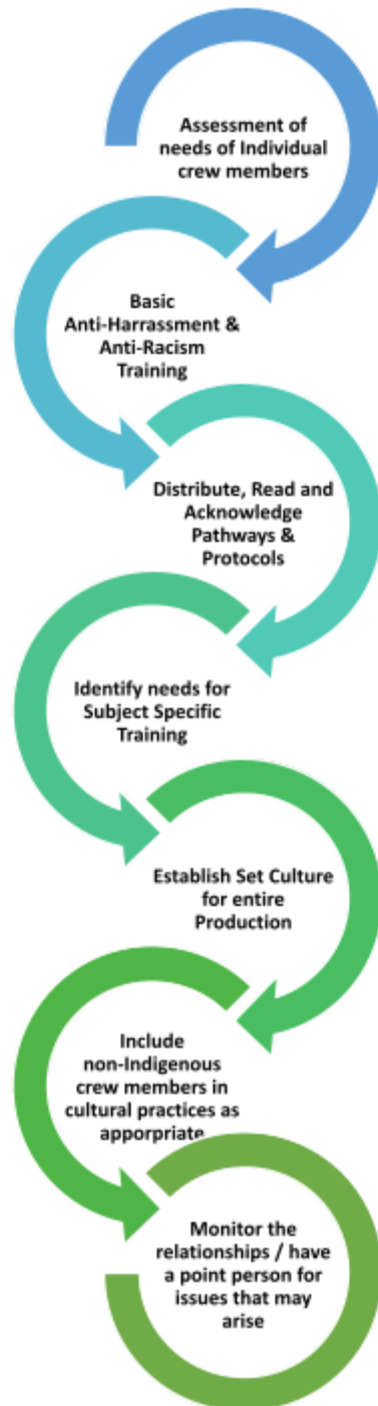 Assessment of
needs of Individual
crew members
Basic
Anti-Harrassment &
Anti-Racism
Training
Distribute, Read and
Acknowledge
Pathways &
Protocols
Identify needs for
Subject Specific
Training
Establish Set Culture
for entire
Production
Include
non-Indigenous
crew members in
cultural practices as
apporpriate
Monitor the
relationships / have
a point person for
issues that may
arise